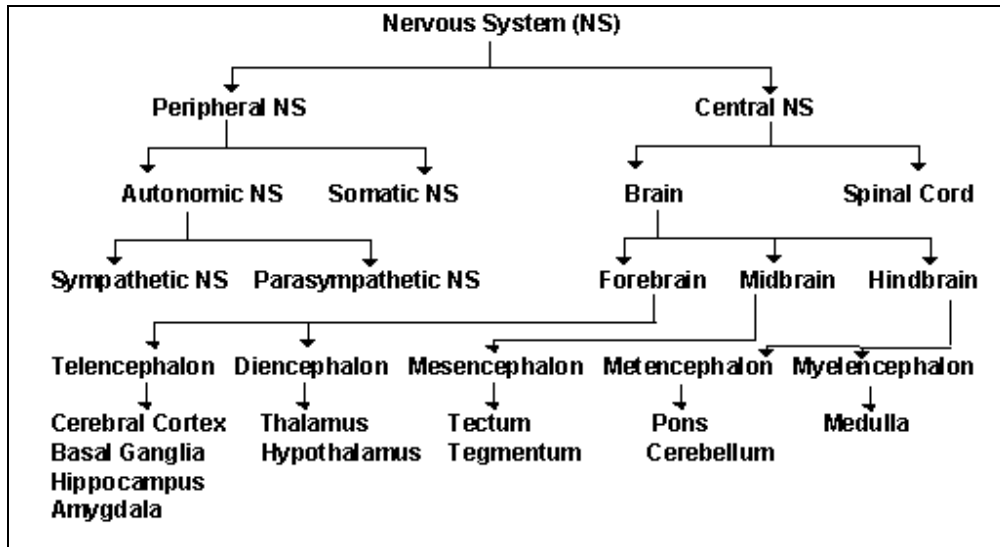 Nervous System (NS)
Peripheral NS Central NS
Autonomic NS Somatic NS Brain Spinal Cord
Sympathetic NS Parasympathetic NS Forebrain Midbrain Hindbrain
Telencephalon Diencephalon Mesencephalon Metencephalon Myelencephalon
Cerebral Cortex Thalamus Tectum Pons Medulla
Basal Ganglia Hypothalamus Tegmentum Cerebellum
Hippocampus
Amygdala